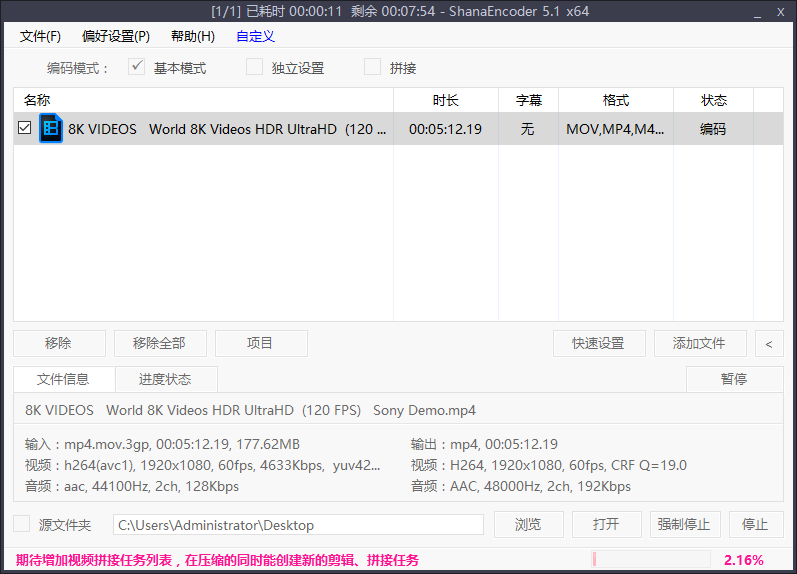 [1/1] 已耗时 00:00:11 剩余 00:07:54 - ShanaEncoder 5.1 x64 _ X
文件(F) 偏好设置(P) 帮助(H) 自定义
编码模式： 基本模式 独立设置 拼接
名称 时长 字幕 格式 状态
8K VIDEOS World 8K Videos HDR UltraHD (120 ... 00:05:12.19 无 MOV,MP4,M4... 编码
移除 移除全部 项目 快速设置 添加文件 <
文件信息 进度状态 暂停
8K VIDEOS World 8K Videos HDR UltraHD (120 FPS) Sony Demo.mp4
输入：mp4.mov.3gp, 00:05:12.19, 177.62MB 输出：mp4, 00:05:12.19
视频：h264(avc1), 1920x1080, 60fps, 4633Kbps, yuv42... 视频：H264, 1920x1080, 60fps, CRF Q=19.0
音频：aac, 44100Hz, 2ch, 128Kbps 音频：AAC, 48000Hz, 2ch, 192Kbps
源文件夹 C:\Users\Administrator\Desktop 浏览 打开 强制停止 停止
期待增加视频拼接任务列表，在压缩的同时能创建新的剪辑、拼接任务 2.16%